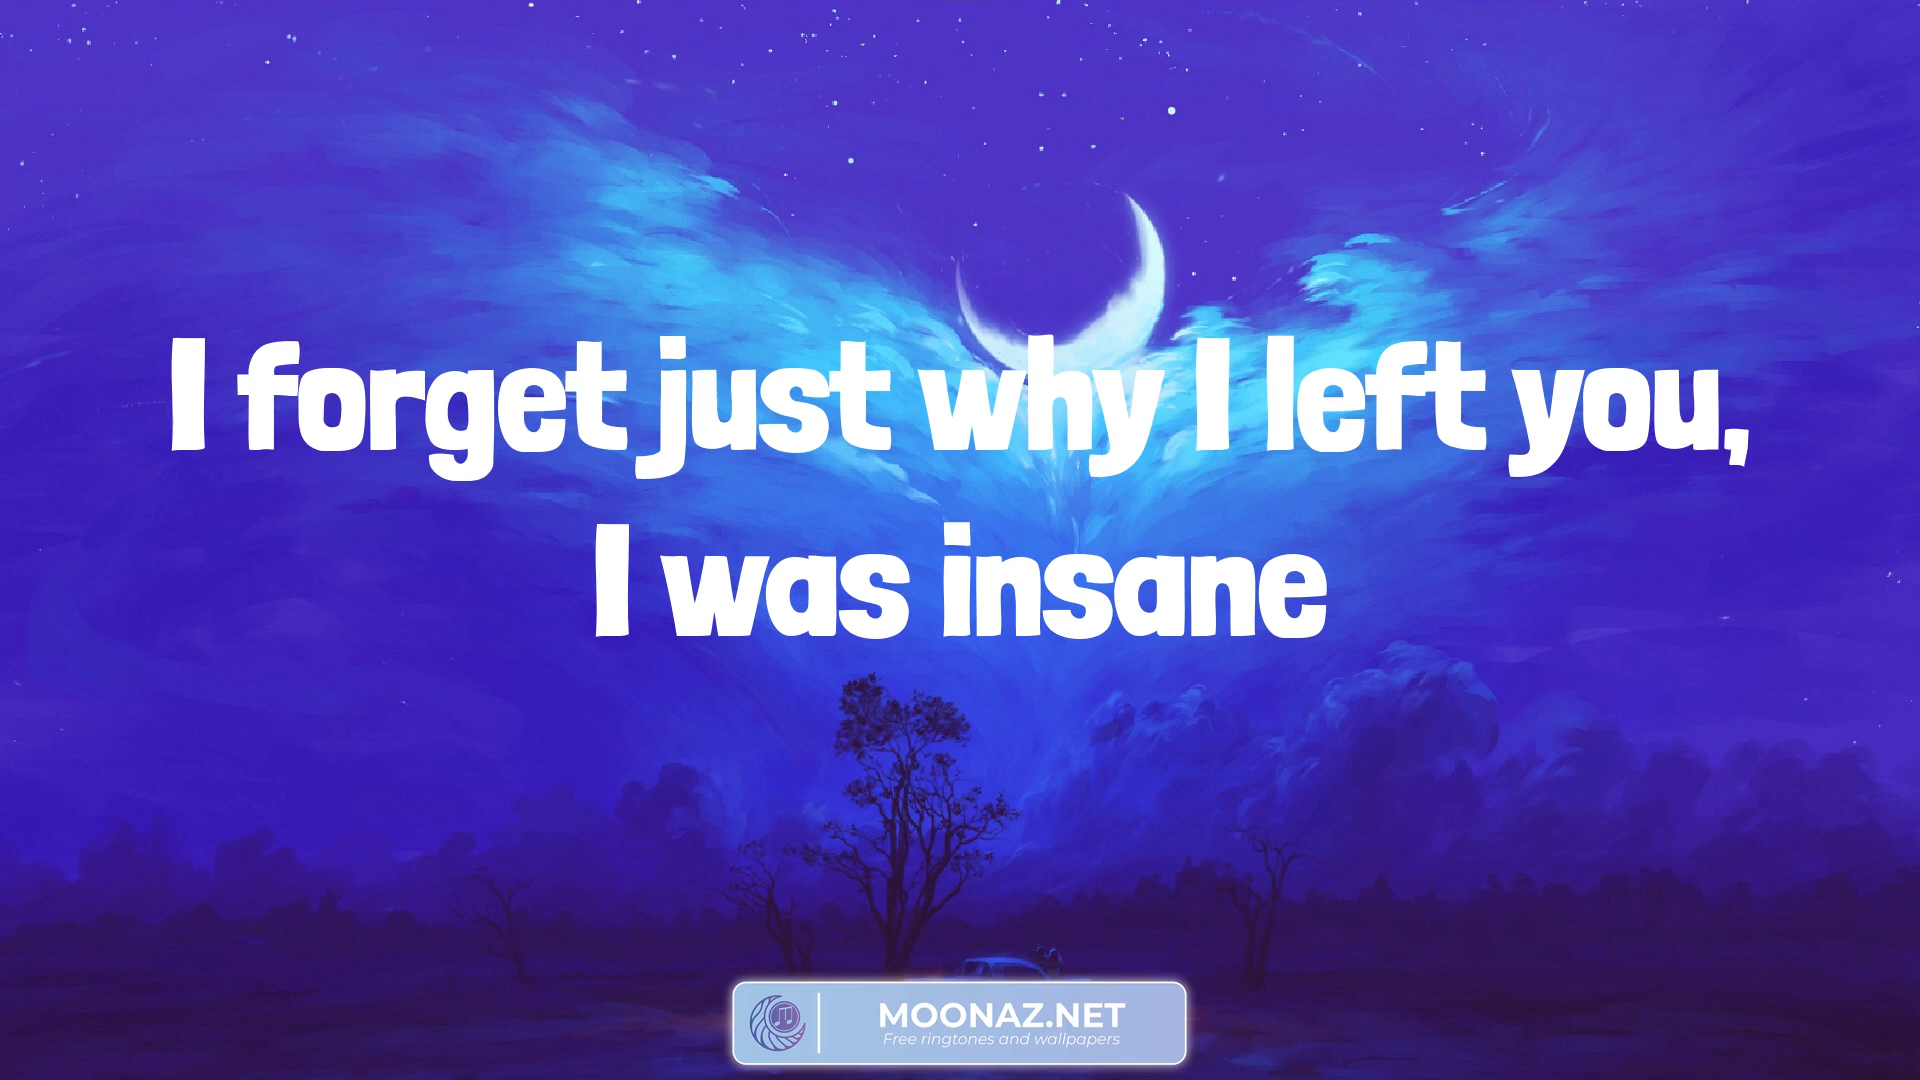 I forget just why I left you,
I was insane
MOONAZ.NET
Free ringtones and wallpapers